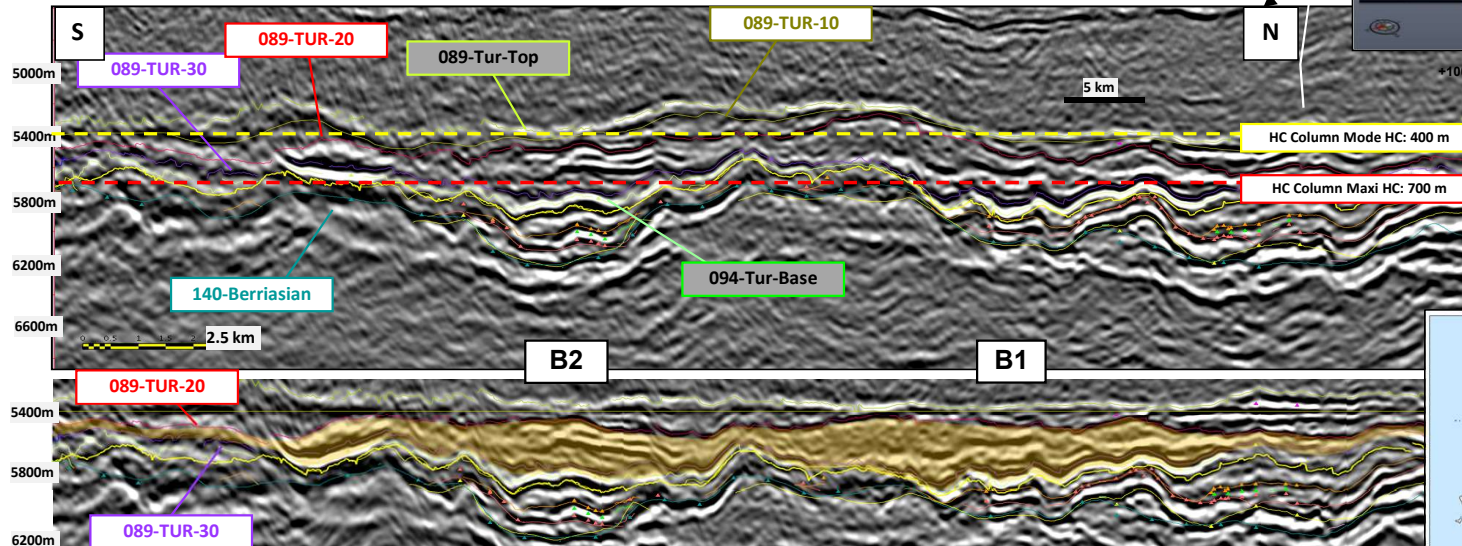 S
089-TUR-20
089-TUR-10
N
089-TUR-30
089-Tur-Top
5000m
5 km
5400m
HC Column Mode HC: 400 m
HC Column Maxi HC: 700 m
5800m
6200m
094-Tur-Base
140-Berriasian
6600m
2.5 km
B2
B1
089-TUR-20
5400m
5800m
089-TUR-30
6200m